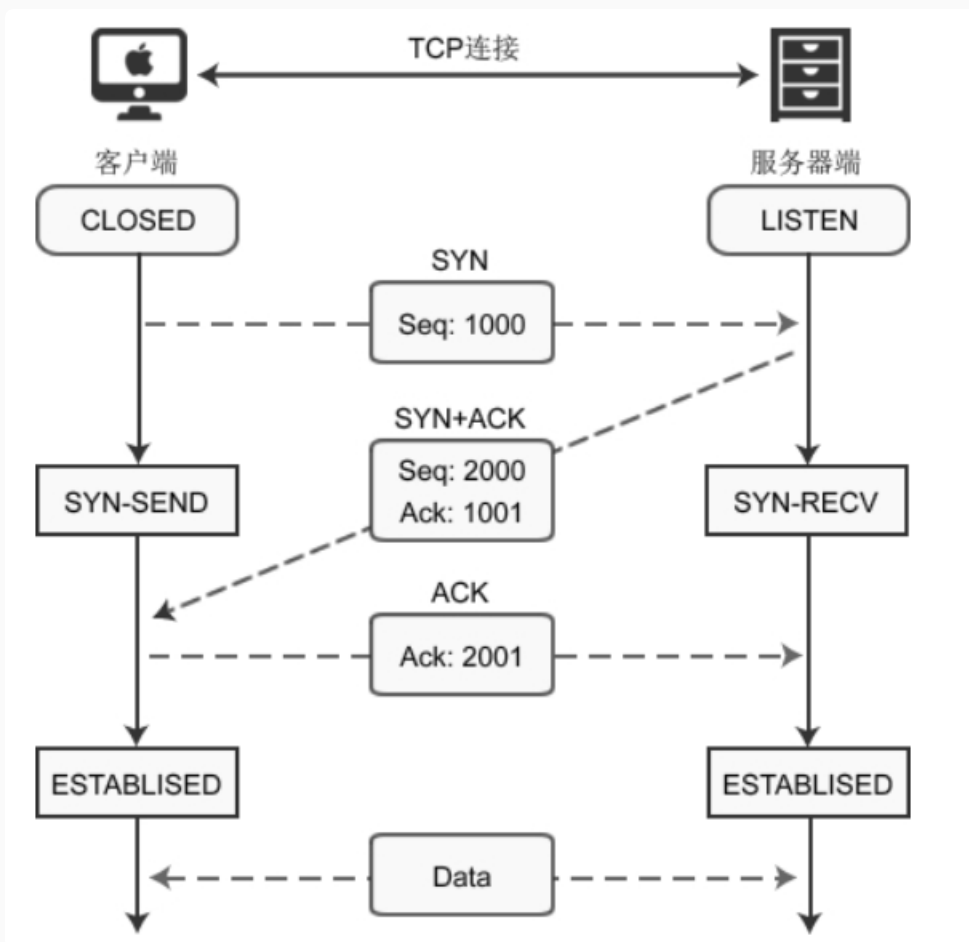 TCP连接
客户端
服务器端
CLOSED
LISTEN
SYN
Seq: 1000
SYN+ACK
Seq: 2000
Ack: 1001
SYN-SEND
SYN-RECV
ACK
Ack: 2001
ESTABLISED
ESTABLISED
Data